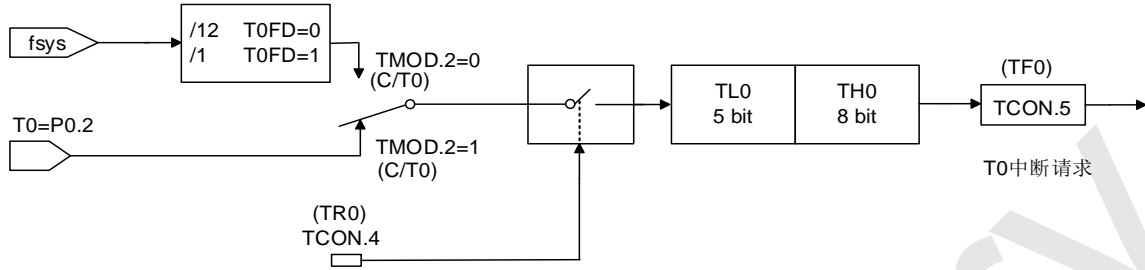 fsys
/12 T0FD=0
/1 T0FD=1
TMOD.2=0
(C/T0)
T0=P0.2
TMOD.2=1
(C/T0)
(TR0)
TCON.4
TL0
5 bit
TH0
8 bit
(TF0)
TCON.5
T0中断请求